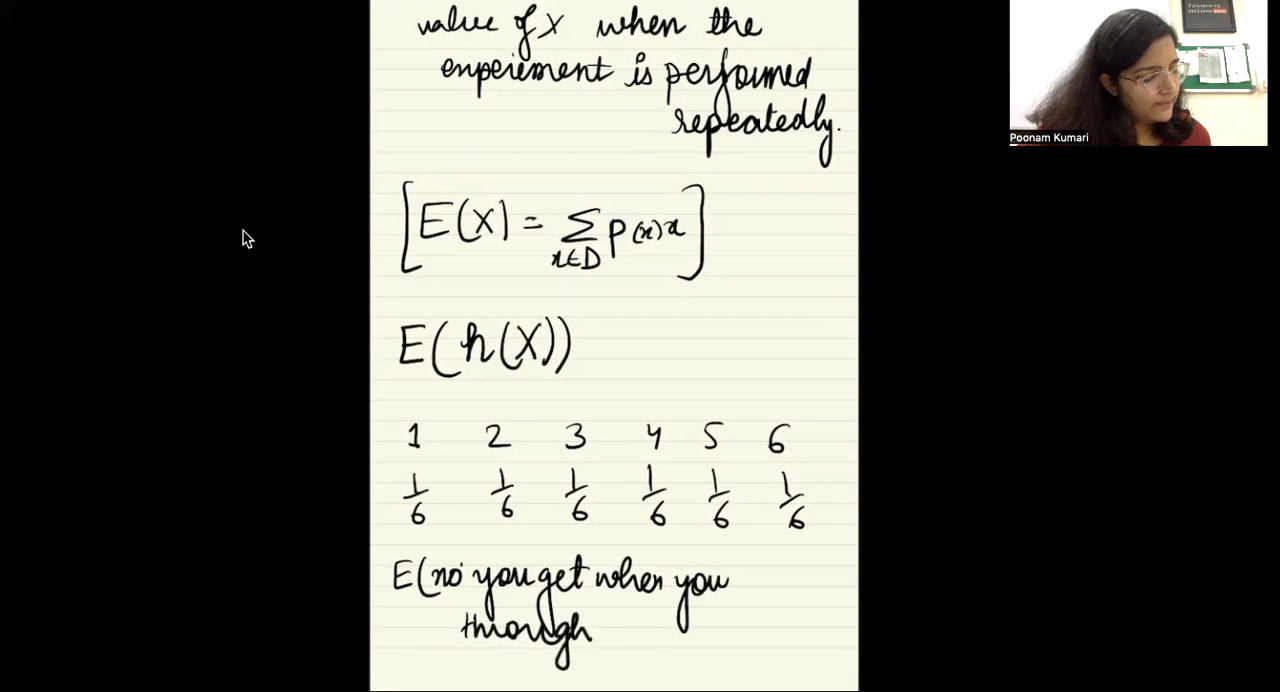 value of X when the
experiement is performed
repeatedly.
[E(X) = ∑ p(x)x]
x∈D
E(h(X))
1 2 3 4 5 6
1/6 1/6 1/6 1/6 1/6 1/6
E(no you get when you
through
Poonam Kumari